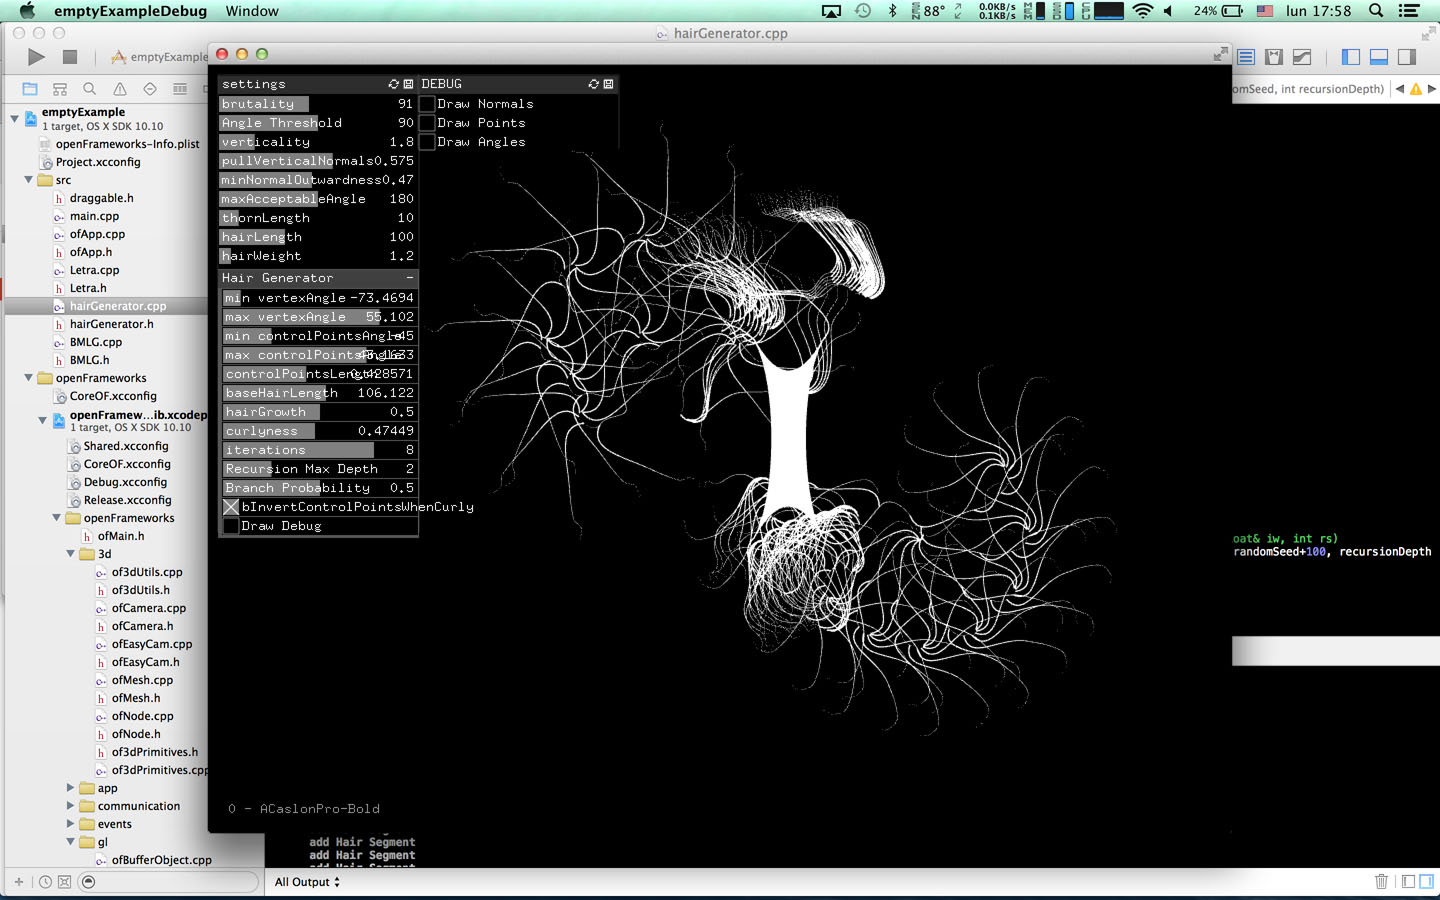 emptyExampleDebug Window
88° 0.0KB/s 0.1KB/s 24% lun 17:58
hairGenerator.cpp
emptyExample
omSeed, int recursionDepth)
emptyExample
1 target, OS X SDK 10.10
openFrameworks-Info.plist
Project.xcconfig
src
draggable.h
main.cpp
ofApp.cpp
ofApp.h
Letra.cpp
Letra.h
hairGenerator.cpp
hairGenerator.h
BMLG.cpp
BMLG.h
openFrameworks
CoreOF.xcconfig
openFramew...ib.xcodep
1 target, OS X SDK 10.10
Shared.xcconfig
CoreOF.xcconfig
Debug.xcconfig
Release.xcconfig
openFrameworks
ofMain.h
3d
of3dUtils.cpp
of3dUtils.h
ofCamera.cpp
ofCamera.h
ofEasyCam.cpp
ofEasyCam.h
ofMesh.cpp
ofMesh.h
ofNode.cpp
ofNode.h
of3dPrimitives.h
of3dPrimitives.cpp
app
communication
events
gl
ofBufferObject.cpp
settings
brutality 91
Angle Threshold 90
verticality 1.8
pullVerticalNormals0.575
minNormalOutwardness0.47
maxAcceptableAngle 180
thornLength 10
hairLength 100
hairWeight 1.2
Hair Generator -
min vertexAngle -73.4694
max vertexAngle 55.102
min controlPointsAngle-45
max controlPointsAngle
controlPointsLength
baseHairLength 106.122
hairGrowth 0.5
curlyness 0.47449
iterations 8
Recursion Max Depth 2
Branch Probability 0.5
bInvertControlPointsWhenCurly
Draw Debug
DEBUG
Draw Normals
Draw Points
Draw Angles
0 - ACaslonPro-Bold
oat& iw, int rs)
randomSeed+100, recursionDepth
add Hair Segment
add Hair Segment
All Output